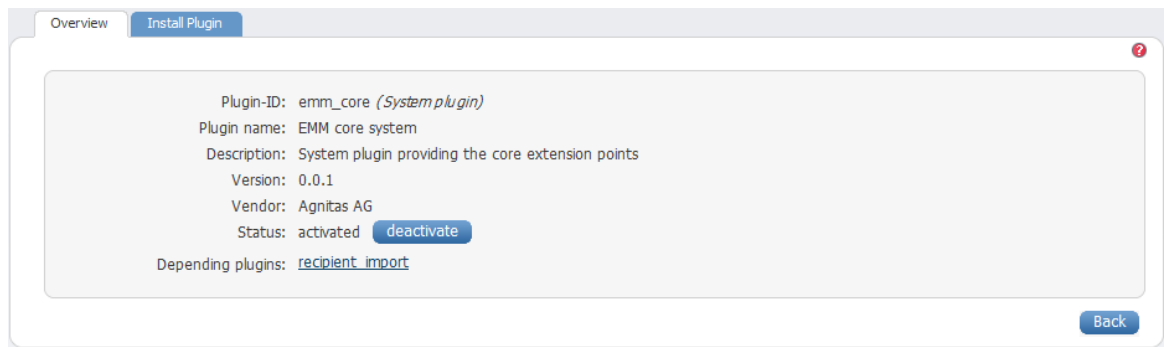 Overview Install Plugin
?
Plugin-ID: emm_core (System plugin)
Plugin name: EMM core system
Description: System plugin providing the core extension points
Version: 0.0.1
Vendor: Agnitas AG
Status: activated deactivate
Depending plugins: recipient_import
Back